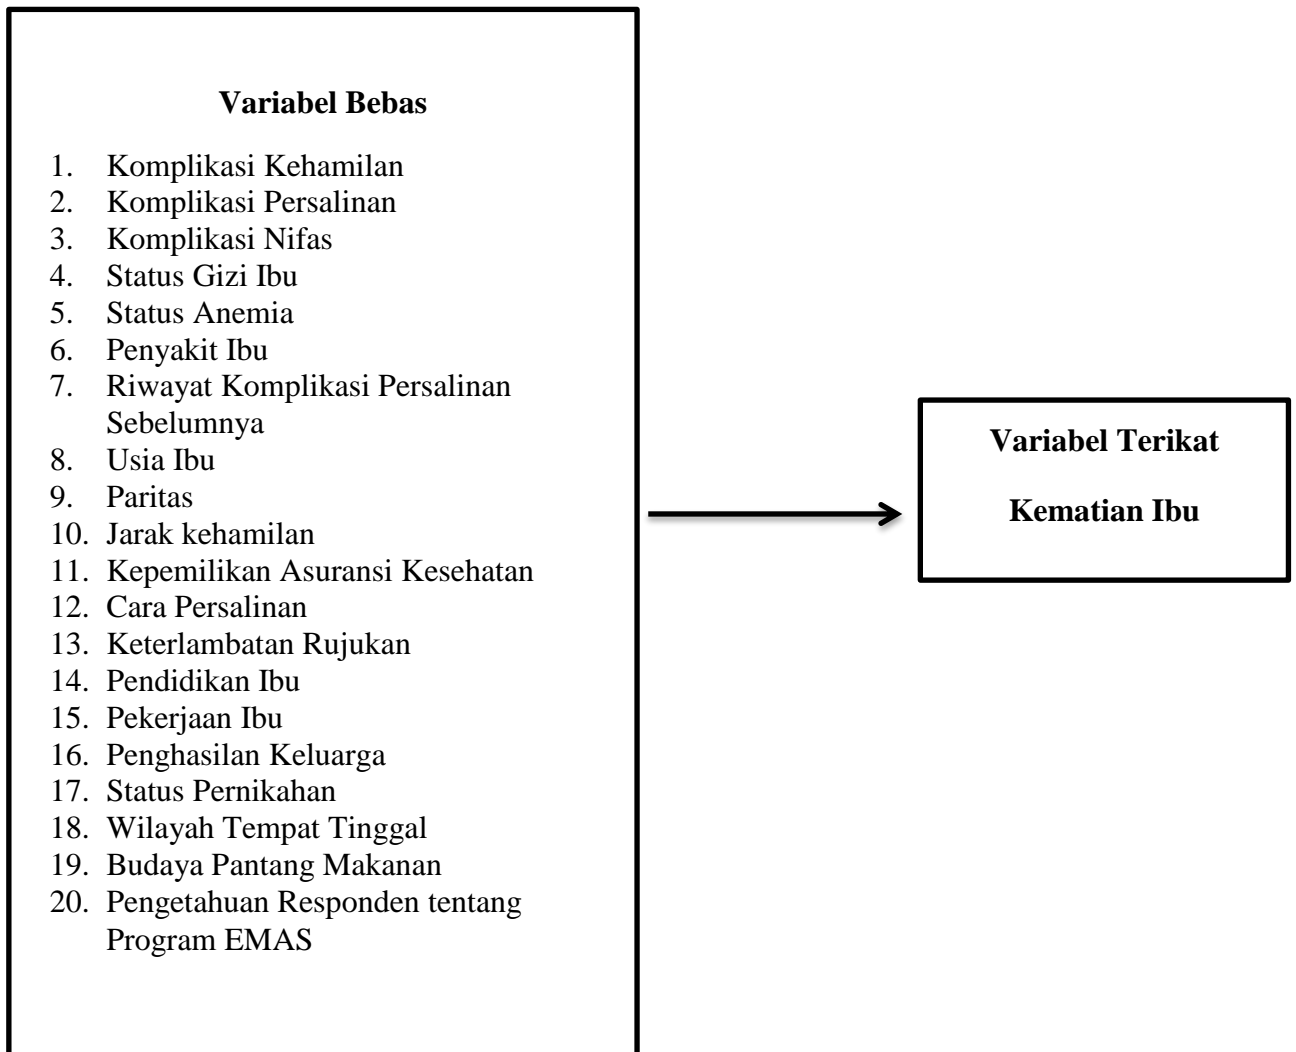 Variabel Bebas
1. Komplikasi Kehamilan
2. Komplikasi Persalinan
3. Komplikasi Nifas
4. Status Gizi Ibu
5. Status Anemia
6. Penyakit Ibu
7. Riwayat Komplikasi Persalinan
Sebelumnya
8. Usia Ibu
9. Paritas
10. Jarak kehamilan
11. Kepemilikan Asuransi Kesehatan
12. Cara Persalinan
13. Keterlambatan Rujukan
14. Pendidikan Ibu
15. Pekerjaan Ibu
16. Penghasilan Keluarga
17. Status Pernikahan
18. Wilayah Tempat Tinggal
19. Budaya Pantang Makanan
20. Pengetahuan Responden tentang
Program EMAS
Variabel Terikat
Kematian Ibu